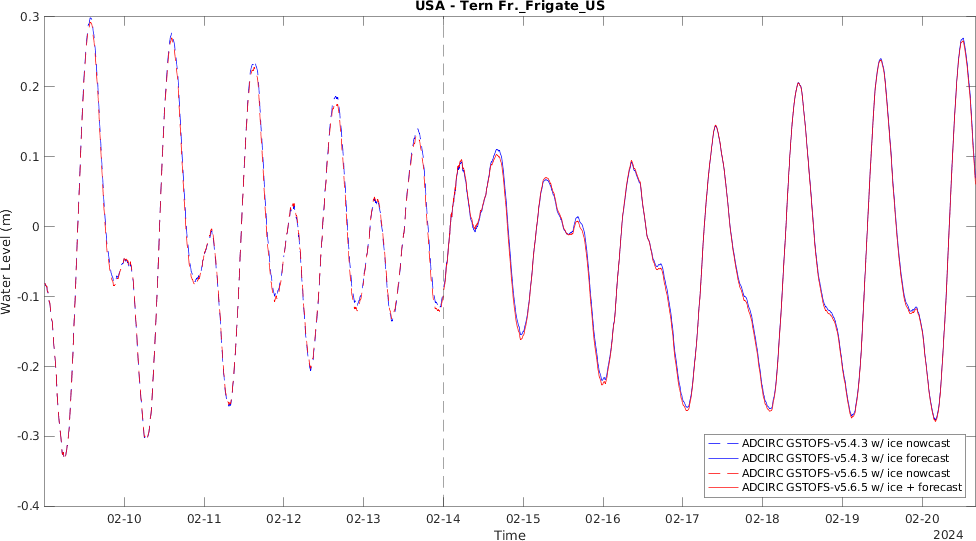 USA - Tern Fr._Frigate_US
0.3
0.2
0.1
0
-0.1
-0.2
-0.3
-0.4
Water Level (m)
ADCIRC GSTOFS-v5.4.3 w/ ice nowcast
ADCIRC GSTOFS-v5.4.3 w/ ice forecast
ADCIRC GSTOFS-v5.6.5 w/ ice nowcast
ADCIRC GSTOFS-v5.6.5 w/ ice + forecast
02-10 02-11 02-12 02-13 02-14 02-15 02-16 02-17 02-18 02-19 02-20
Time
2024